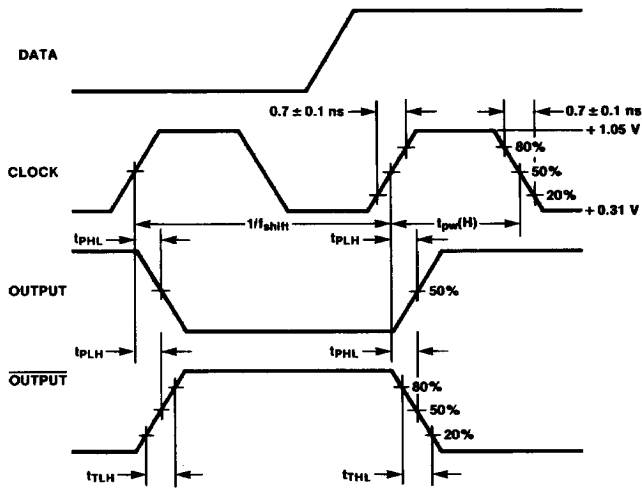 DATA
0.7 ± 0.1 ns
0.7 ± 0.1 ns
+ 1.05 V
80%
CLOCK
50%
20%
+ 0.31 V
1/fshift
tpw(H)
tPHL
tPLH
OUTPUT
50%
tPLH
tPHL
OUTPUT
80%
50%
20%
tTLH
tTHL